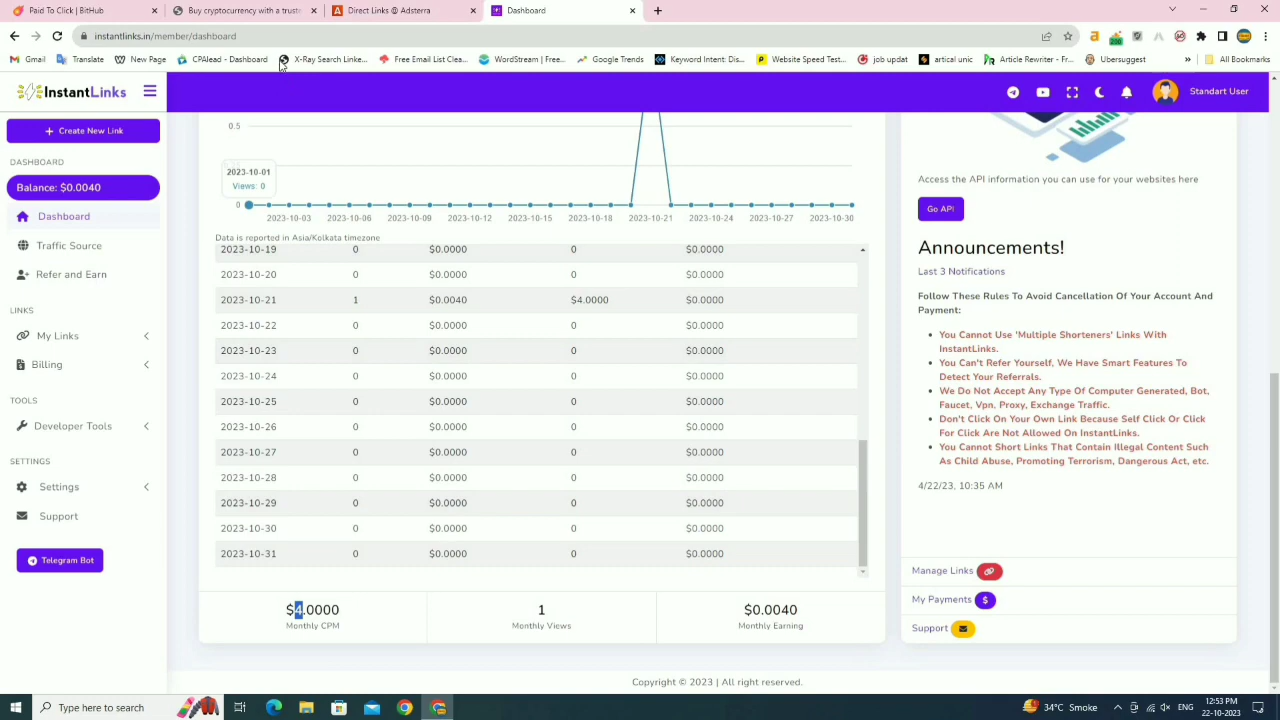 Paid To Click | BitHub
Buy cryptocurrency with cr
Direct Links @ Adsterra
Dashboard
instantlinks.in/member/dashboard
Gmail
Translate
New Page
CPAlead - Dashboard
X-Ray Search Linke...
Free Email List Clea...
WordStream | Free...
Google Trends
Keyword Intent: Dis...
Website Speed Test...
job updat
artical unic
Article Rewriter - Fr...
Ubersuggest
All Bookmarks
InstantLinks
Standart User
Create New Link
DASHBOARD
Balance: $0.0040
Dashboard
Traffic Source
Refer and Earn
LINKS
My Links
Billing
TOOLS
Developer Tools
SETTINGS
Settings
Support
Telegram Bot
0.5
2023-10-01
Views: 0
0
2023-10-03 2023-10-06 2023-10-09 2023-10-12 2023-10-15 2023-10-18 2023-10-21 2023-10-24 2023-10-27 2023-10-30
Data is reported in Asia/Kolkata timezone
2023-10-19 0 $0.0000 0 $0.0000
2023-10-20 0 $0.0000 0 $0.0000
2023-10-21 1 $0.0040 $4.0000 $0.0000
2023-10-22 0 $0.0000 0 $0.0000
2023-10-23 0 $0.0000 0 $0.0000
2023-10-24 0 $0.0000 0 $0.0000
2023-10-25 0 $0.0000 0 $0.0000
2023-10-26 0 $0.0000 0 $0.0000
2023-10-27 0 $0.0000 0 $0.0000
2023-10-28 0 $0.0000 0 $0.0000
2023-10-29 0 $0.0000 0 $0.0000
2023-10-30 0 $0.0000 0 $0.0000
2023-10-31 0 $0.0000 0 $0.0000
$4.0000
Monthly CPM
1
Monthly Views
$0.0040
Monthly Earning
Access the API information you can use for your websites here
Go API
Announcements!
Last 3 Notifications
Follow These Rules To Avoid Cancellation Of Your Account And
Payment:
You Cannot Use 'Multiple Shorteners' Links With
InstantLinks.
You Can't Refer Yourself, We Have Smart Features To
Detect Your Referrals.
We Do Not Accept Any Type Of Computer Generated, Bot,
Faucet, Vpn, Proxy, Exchange Traffic.
Don't Click On Your Own Link Because Self Click Or Click
For Click Are Not Allowed On InstantLinks.
You Cannot Short Links That Contain Illegal Content Such
As Child Abuse, Promoting Terrorism, Dangerous Act, etc.
4/22/23, 10:35 AM
Manage Links
My Payments
Support
Copyright © 2023 | All right reserved.
Type here to search
34°C Smoke
ENG
12:53 PM
22-10-2023